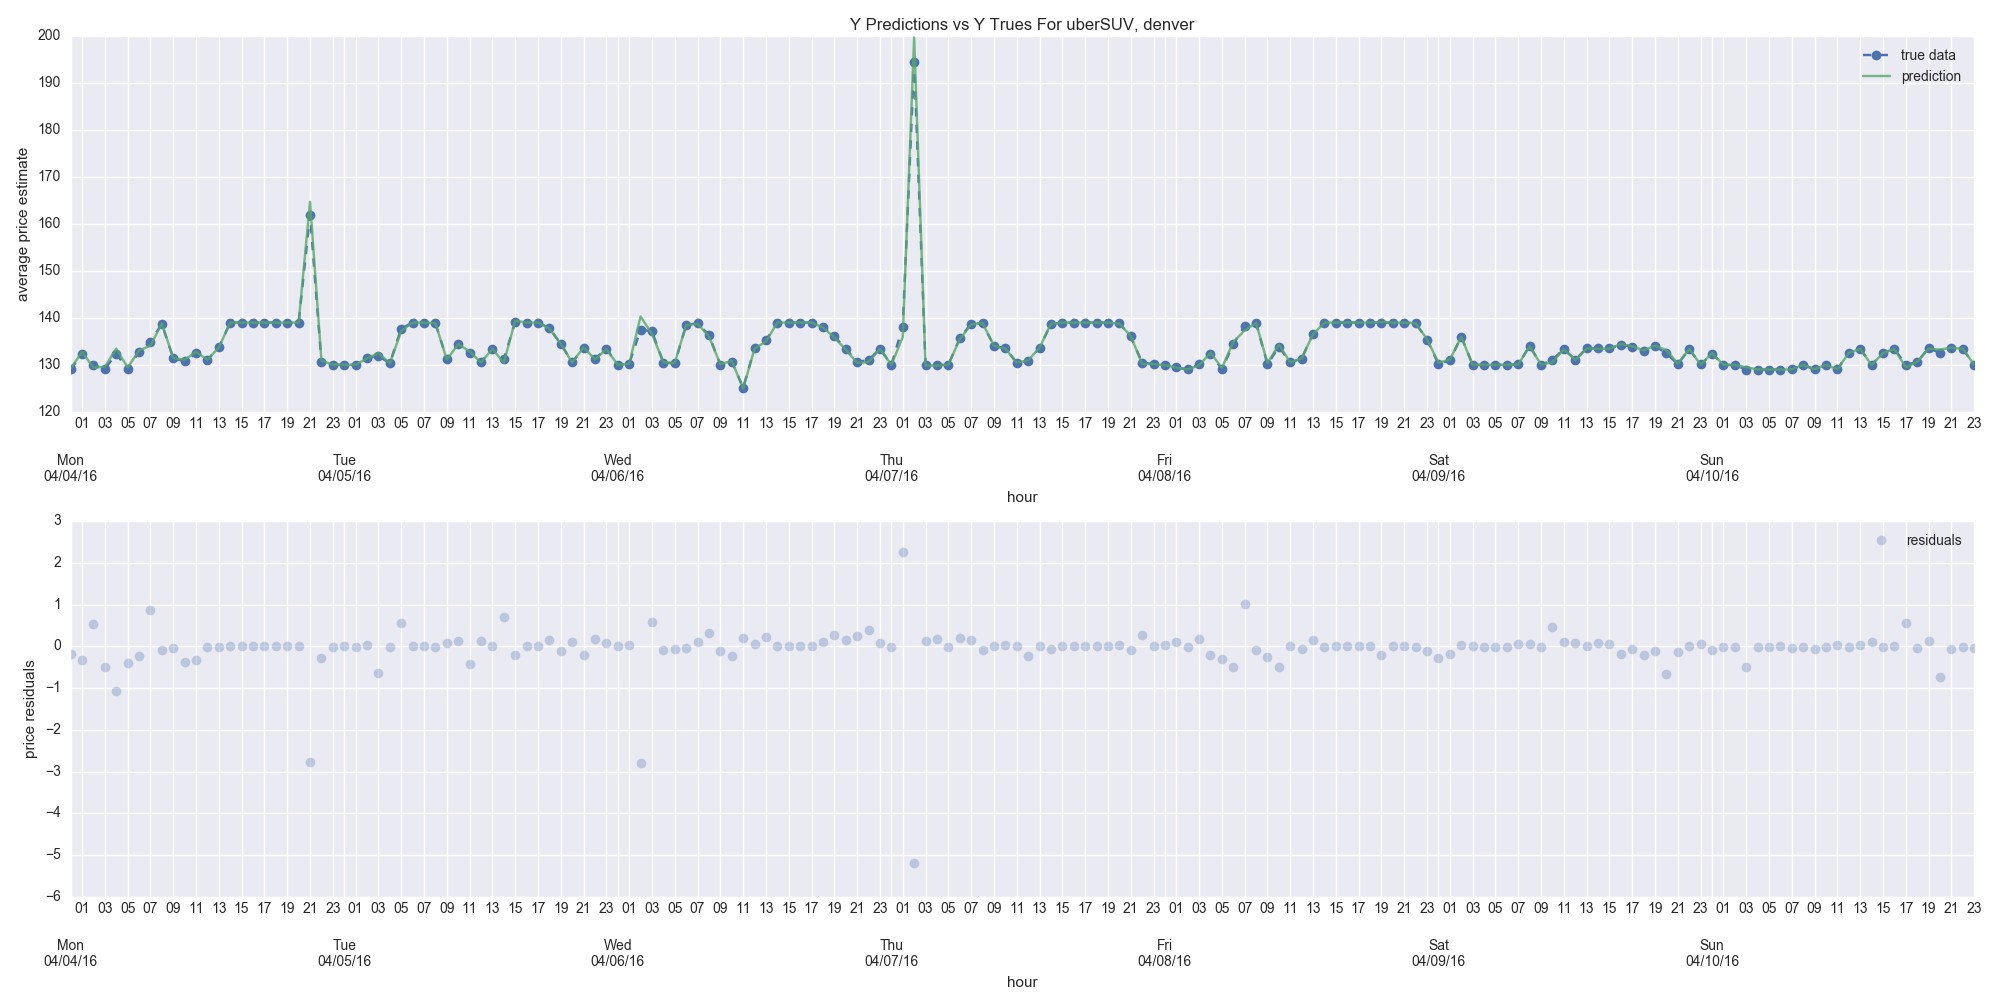 Y Predictions vs Y Trues For uberSUV, denver
200
190
180
170
160
150
140
130
120
average price estimate
true data
prediction
01 03 05 07 09 11 13 15 17 19 21 23 01 03 05 07 09 11 13 15 17 19 21 23 01 03 05 07 09 11 13 15 17 19 21 23 01 03 05 07 09 11 13 15 17 19 21 23 01 03 05 07 09 11 13 15 17 19 21 23 01 03 05 07 09 11 13 15 17 19 21 23 01 03 05 07 09 11 13 15 17 19 21 23
Mon Tue Wed Thu Fri Sat Sun
04/04/16 04/05/16 04/06/16 04/07/16 04/08/16 04/09/16 04/10/16
hour
3
2
1
0
−1
−2
−3
−4
−5
−6
price residuals
residuals
01 03 05 07 09 11 13 15 17 19 21 23 01 03 05 07 09 11 13 15 17 19 21 23 01 03 05 07 09 11 13 15 17 19 21 23 01 03 05 07 09 11 13 15 17 19 21 23 01 03 05 07 09 11 13 15 17 19 21 23 01 03 05 07 09 11 13 15 17 19 21 23 01 03 05 07 09 11 13 15 17 19 21 23
Mon Tue Wed Thu Fri Sat Sun
04/04/16 04/05/16 04/06/16 04/07/16 04/08/16 04/09/16 04/10/16
hour